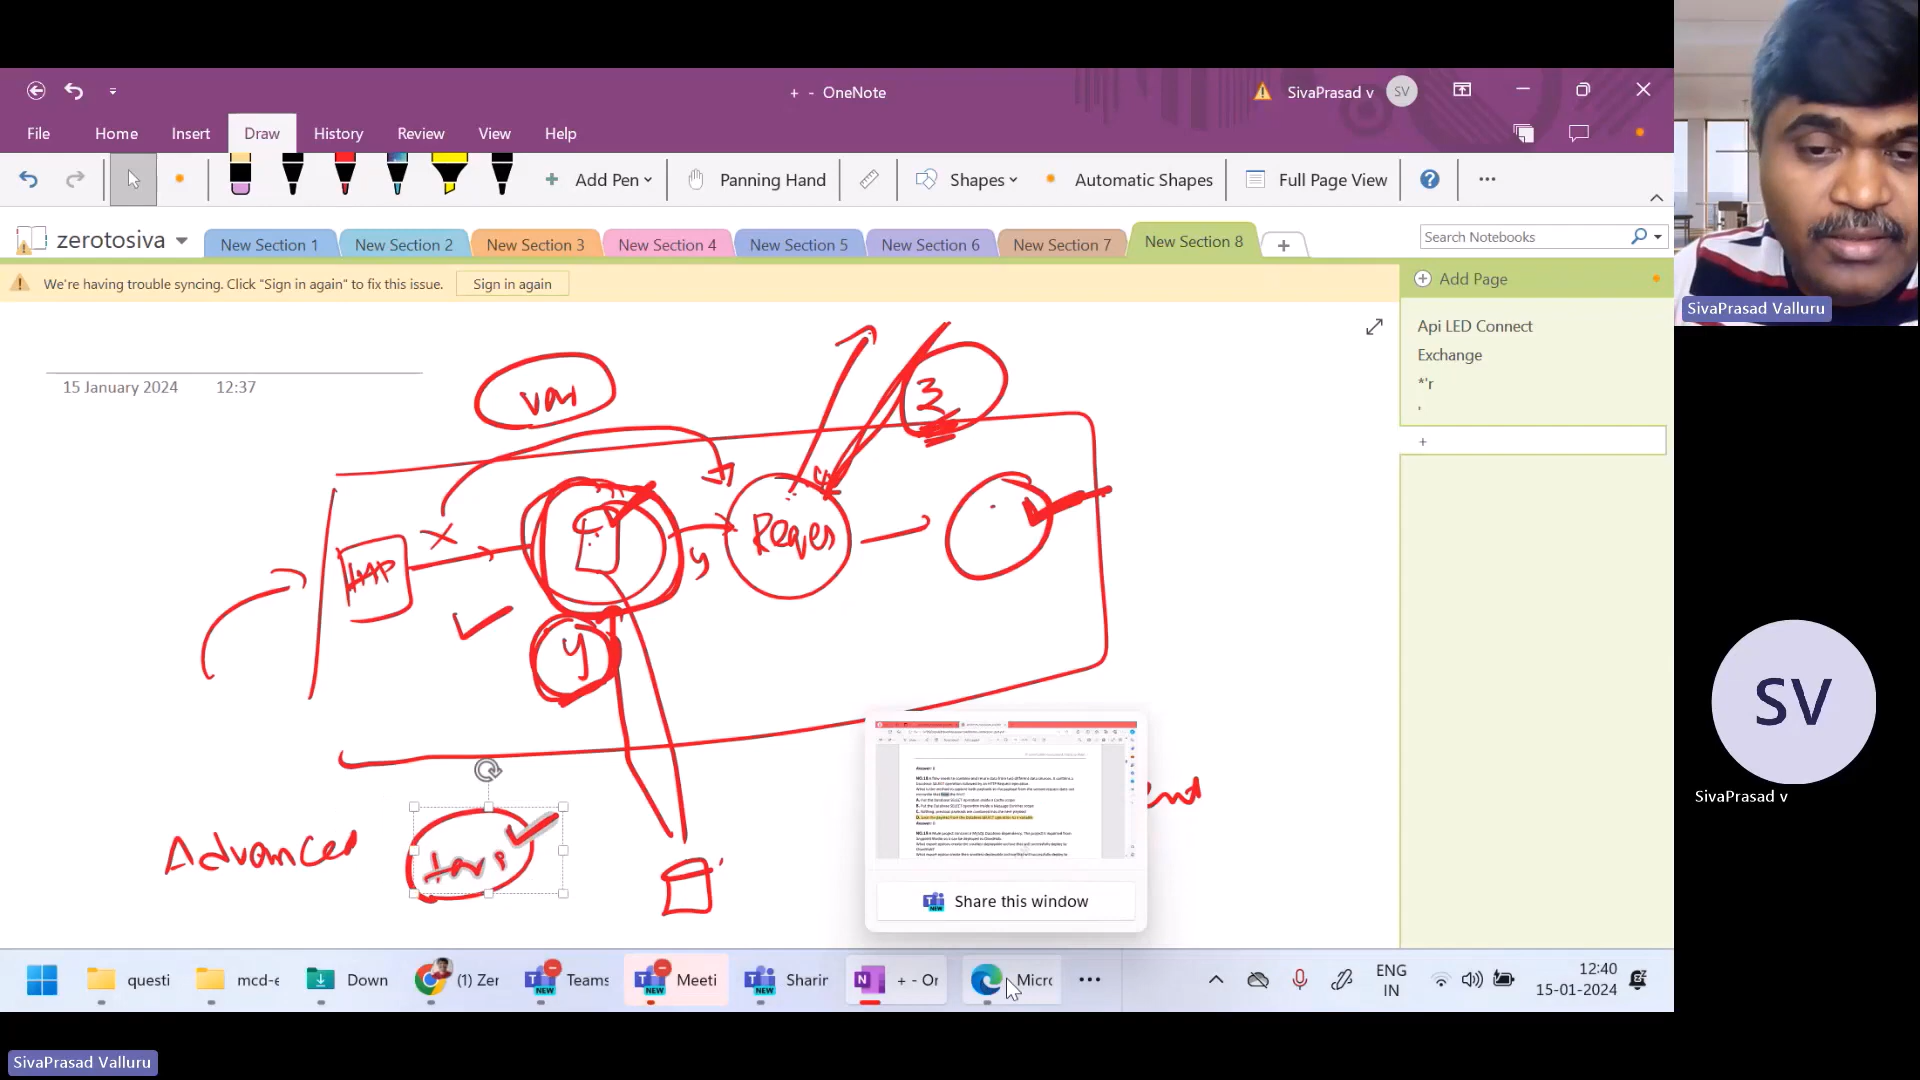 + - OneNote
SivaPrasad v
SV
File
Home
Insert
Draw
History
Review
View
Help
Add Pen
Panning Hand
Shapes
Automatic Shapes
Full Page View
zerotosiva
New Section 1
New Section 2
New Section 3
New Section 4
New Section 5
New Section 6
New Section 7
New Section 8
Search Notebooks
We're having trouble syncing. Click "Sign in again" to fix this issue.
Sign in again
Add Page
Api LED Connect
Exchange
*'r
'
+
SivaPrasad Valluru
15 January 2024
12:37
var
3
x
IMP
Reques
y
y
Advanced
SV
SivaPrasad v
Share this window
questi
mcd-e
Down
(1) Zer
Teams
Meeti
Sharin
+ - Or
Micro
ENG
IN
12:40
15-01-2024
SivaPrasad Valluru